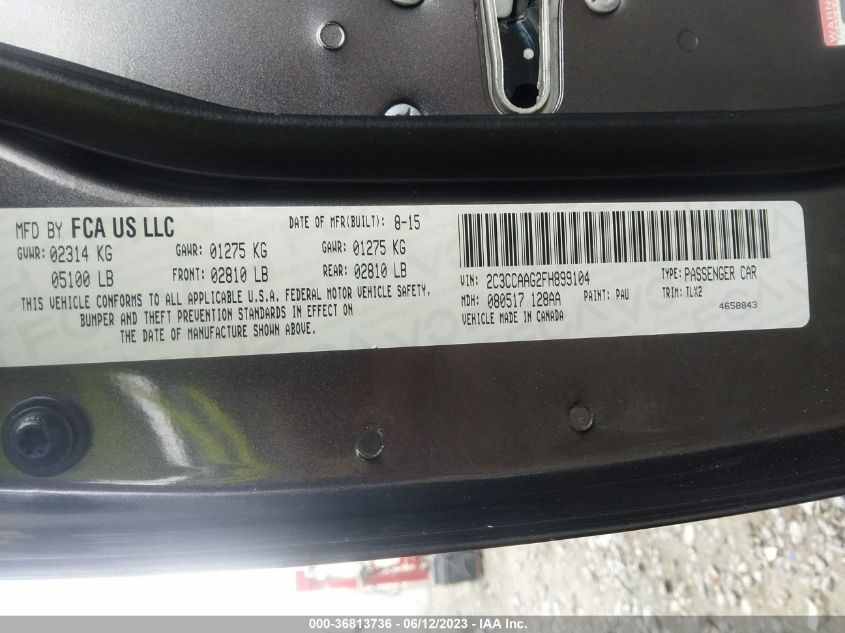 WARN
MFD BY FCA US LLC
DATE OF MFR(BUILT): 8-15
GVWR: 02314 KG GAWR: 01275 KG GAWR: 01275 KG
05100 LB FRONT: 02810 LB REAR: 02810 LB
THIS VEHICLE CONFORMS TO ALL APPLICABLE U.S.A. FEDERAL MOTOR VEHICLE SAFETY,
BUMPER AND THEFT PREVENTION STANDARDS IN EFFECT ON
THE DATE OF MANUFACTURE SHOWN ABOVE.
VIN: 2C3CCAAG2FH899104 TYPE: PASSENGER CAR
MDH: 080517 128AA PAINT: PAU TRIM: ILX2
VEHICLE MADE IN CANADA 4658843
000-36813736 - 06/12/2023 - IAA Inc.